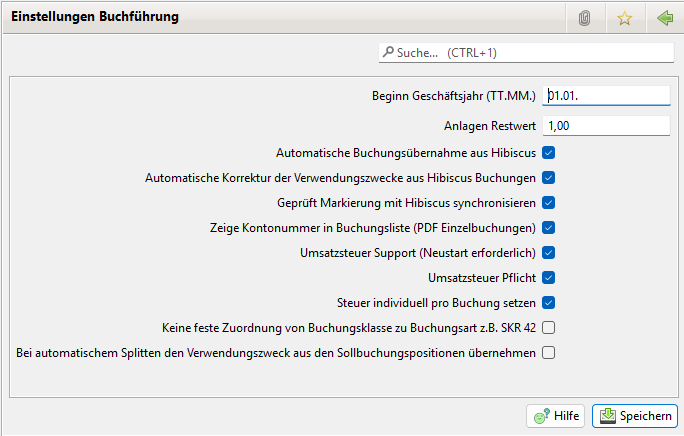 Einstellungen Buchführung
Suche... (CTRL+1)
Beginn Geschäftsjahr (TT.MM.) 01.01.
Anlagen Restwert 1,00
Automatische Buchungsübernahme aus Hibiscus
Automatische Korrektur der Verwendungszwecke aus Hibiscus Buchungen
Geprüft Markierung mit Hibiscus synchronisieren
Zeige Kontonummer in Buchungsliste (PDF Einzelbuchungen)
Umsatzsteuer Support (Neustart erforderlich)
Umsatzsteuer Pflicht
Steuer individuell pro Buchung setzen
Keine feste Zuordnung von Buchungsklasse zu Buchungsart z.B. SKR 42
Bei automatischem Splitten den Verwendungszweck aus den Sollbuchungspositionen übernehmen
Hilfe Speichern